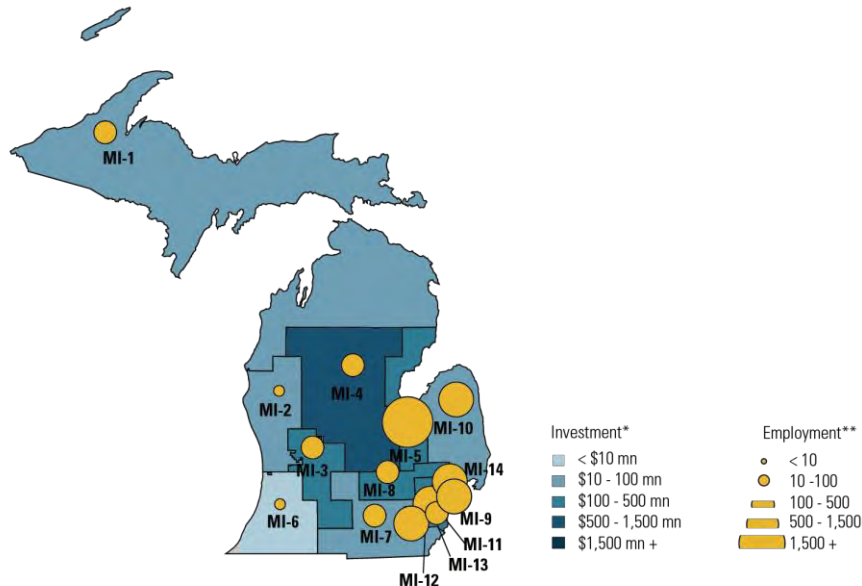 MI-1
MI-4
MI-2
MI-10
MI-5
MI-3
MI-14
MI-8
MI-6
MI-9
MI-7
MI-11
MI-13
MI-12
Investment*
< $10 mn
$10 - 100 mn
$100 - 500 mn
$500 - 1,500 mn
$1,500 mn +
Employment**
< 10
10 -100
100 - 500
500 - 1,500
1,500 +